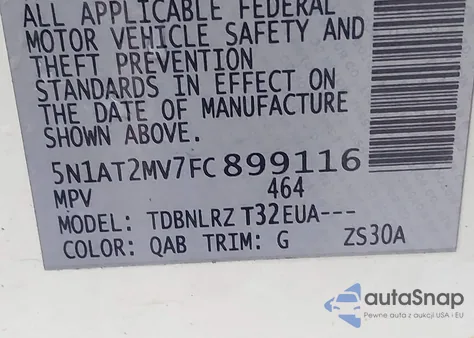 ALL APPLICABLE FEDERAL
MOTOR VEHICLE SAFETY AND
THEFT PREVENTION
STANDARDS IN EFFECT ON
THE DATE OF MANUFACTURE
SHOWN ABOVE.
5N1AT2MV7FC899116
MPV 464
MODEL: TDBNLRZ T32EUA---
COLOR: QAB TRIM: G ZS30A
autaSnap
Pewne auta z aukcji USA i EU